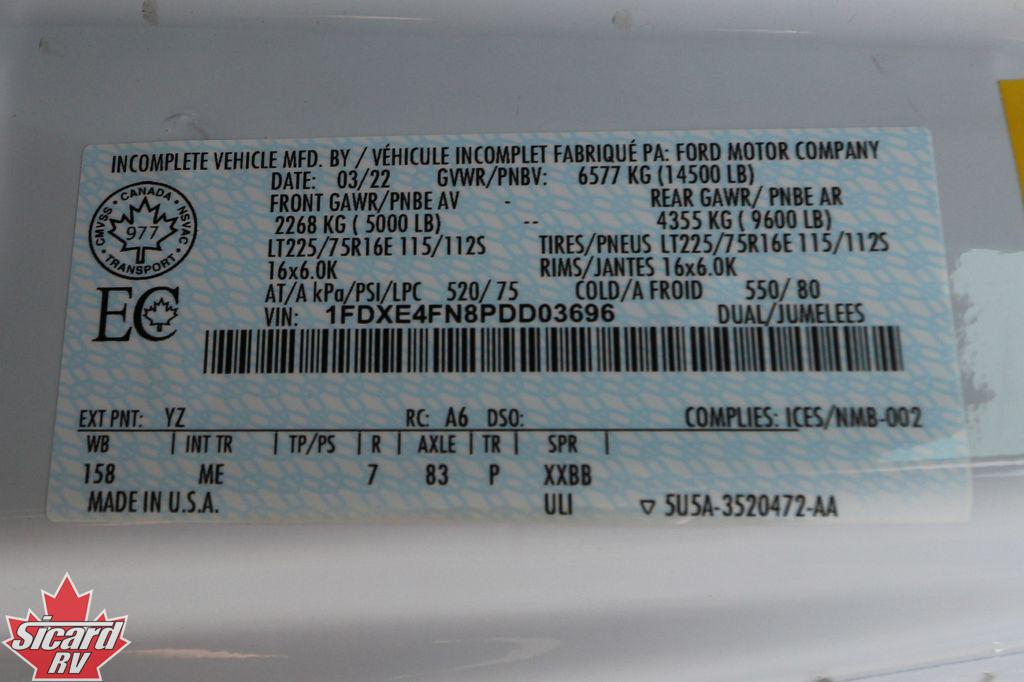 INCOMPLETE VEHICLE MFD. BY / VÉHICULE INCOMPLET FABRIQUÉ PA: FORD MOTOR COMPANY
DATE: 03/22 GVWR/PNBV: 6577 KG (14500 LB)
FRONT GAWR/PNBE AV - REAR GAWR/ PNBE AR
2268 KG ( 5000 LB) -- 4355 KG ( 9600 LB)
LT225/75R16E 115/112S TIRES/PNEUS LT225/75R16E 115/112S
16x6.0K RIMS/JANTES 16x6.0K
AT/A kPa/PSI/LPC 520/ 75 COLD/A FROID 550/ 80
VIN: 1FDXE4FN8PDD03696 DUAL/JUMELEES
CMVSS · CANADA · NSVAC · TRANSPORT ·
977
EC
EXT PNT: YZ RC: A6 DSO: COMPLIES: ICES/NMB-002
WB | INT TR | TP/PS | R | AXLE | TR | SPR |
158 ME 7 83 P XXBB
MADE IN U.S.A. ULI ▽ 5U5A-3520472-AA
Sicard
RV